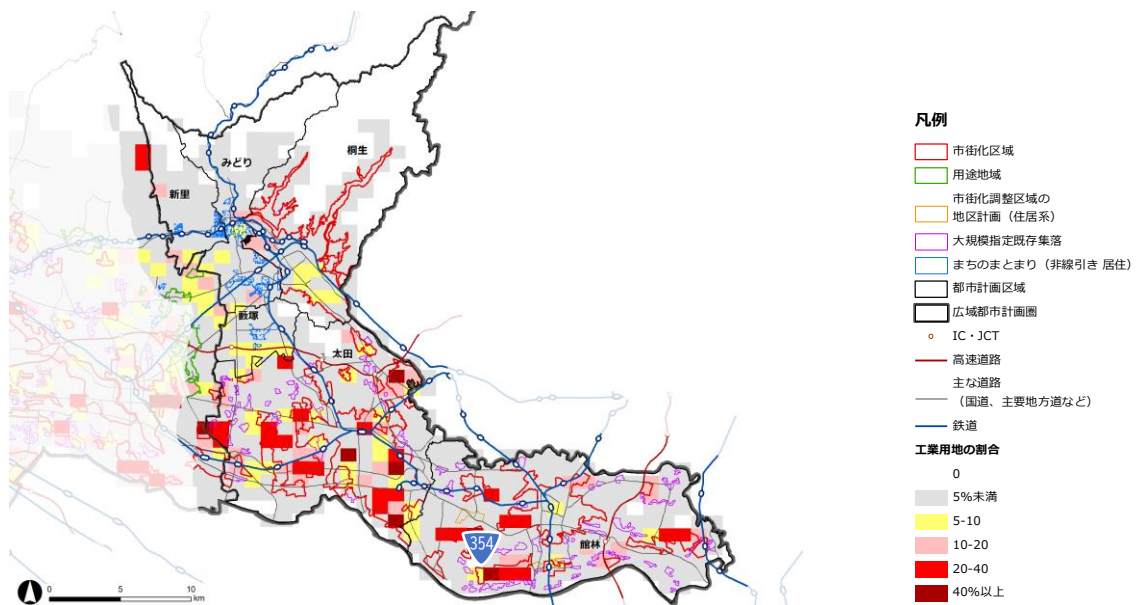 桐生
みどり
新里
藪塚
太田
354
館林
0 5 10
km
凡例
市街化区域
用途地域
市街化調整区域の
地区計画（住居系）
大規模指定既存集落
まちのまとまり（非線引き 居住）
都市計画区域
広域都市計画圏
IC・JCT
高速道路
主な道路
（国道、主要地方道など）
鉄道
工業用地の割合
0
5%未満
5-10
10-20
20-40
40%以上